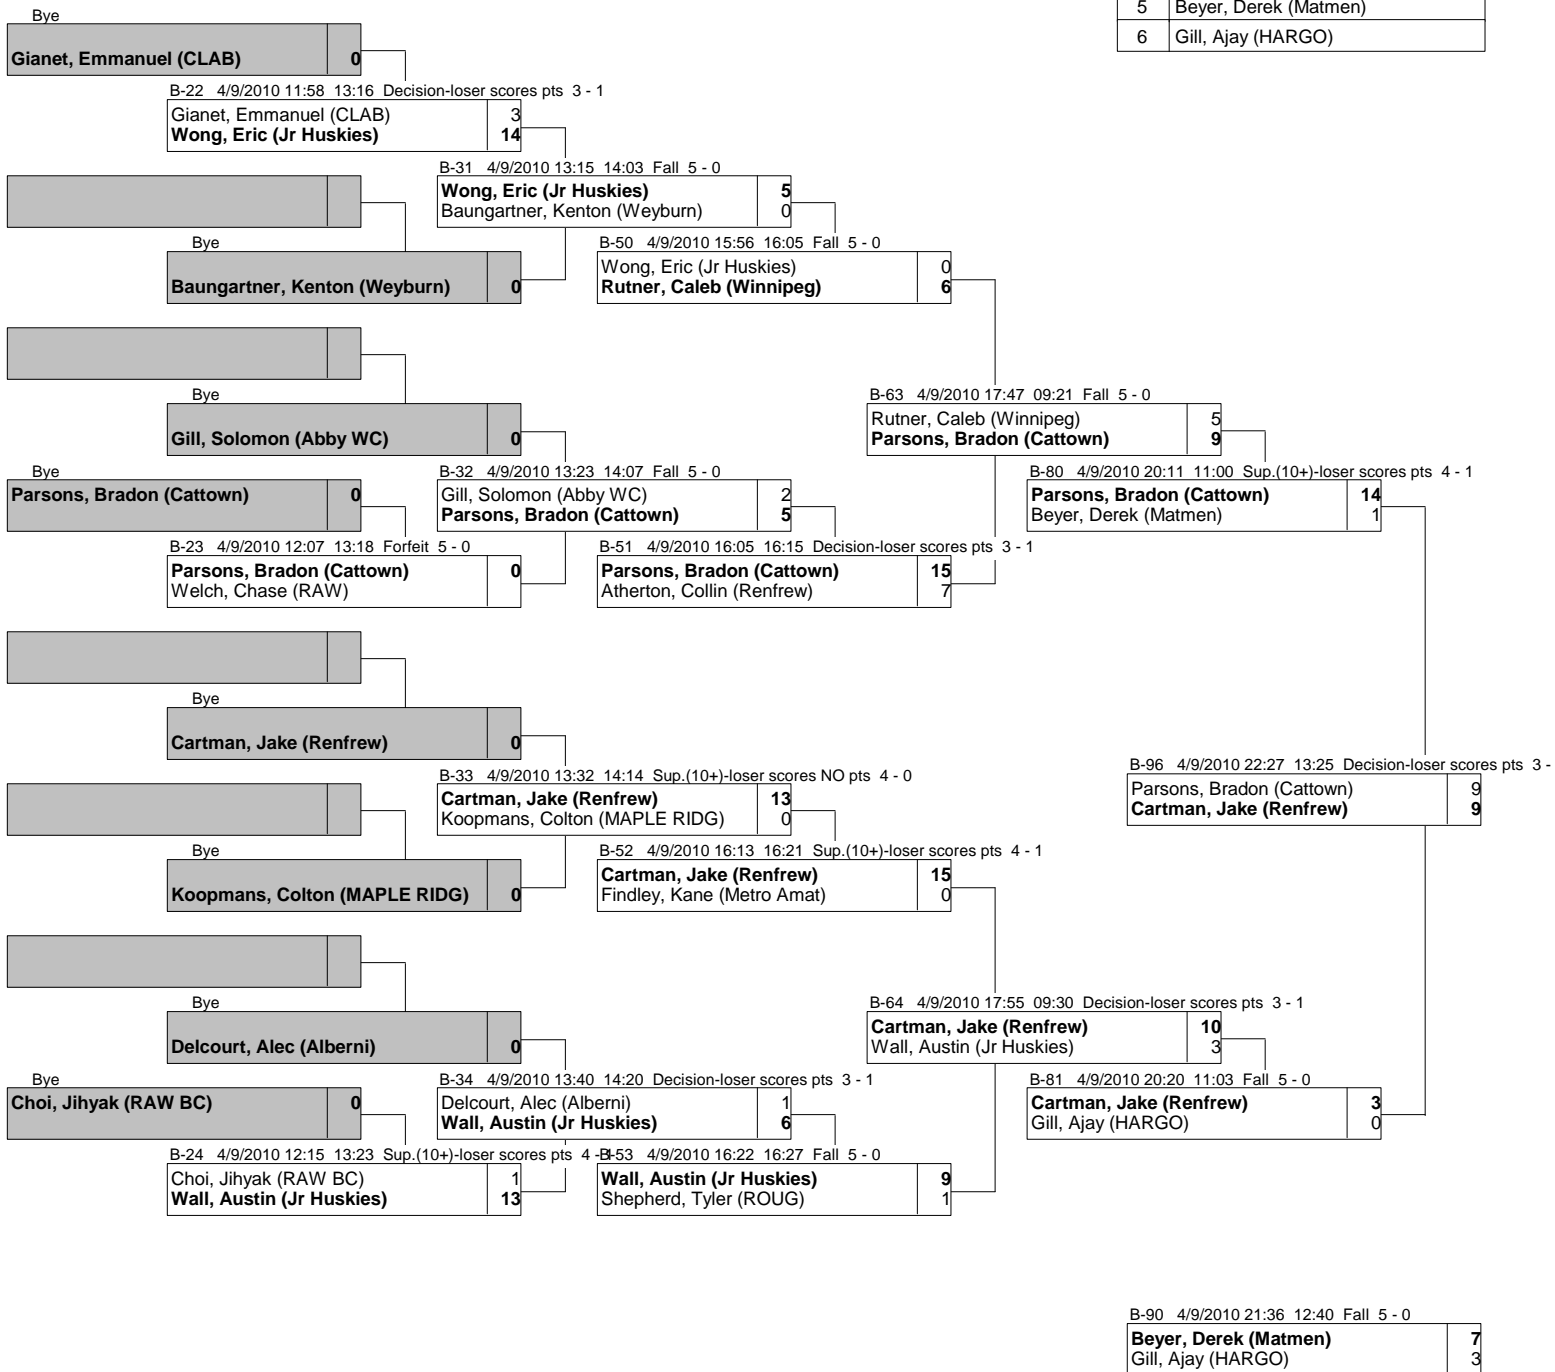 5 Beyer, Derek (Matmen)
6 Gill, Ajay (HARGO)
Bye
Gianet, Emmanuel (CLAB) 0
B-22 4/9/2010 11:58 13:16 Decision-loser scores pts 3 - 1
Gianet, Emmanuel (CLAB) 3
Wong, Eric (Jr Huskies) 14
B-31 4/9/2010 13:15 14:03 Fall 5 - 0
Wong, Eric (Jr Huskies) 5
Baungartner, Kenton (Weyburn) 0
Bye
Baungartner, Kenton (Weyburn) 0
B-50 4/9/2010 15:56 16:05 Fall 5 - 0
Wong, Eric (Jr Huskies) 0
Rutner, Caleb (Winnipeg) 6
Bye
Gill, Solomon (Abby WC) 0
B-63 4/9/2010 17:47 09:21 Fall 5 - 0
Rutner, Caleb (Winnipeg) 5
Parsons, Bradon (Cattown) 9
Bye
Parsons, Bradon (Cattown) 0
B-32 4/9/2010 13:23 14:07 Fall 5 - 0
Gill, Solomon (Abby WC) 2
Parsons, Bradon (Cattown) 5
B-80 4/9/2010 20:11 11:00 Sup.(10+)-loser scores pts 4 - 1
Parsons, Bradon (Cattown) 14
Beyer, Derek (Matmen) 1
B-23 4/9/2010 12:07 13:18 Forfeit 5 - 0
Parsons, Bradon (Cattown) 0
Welch, Chase (RAW)
B-51 4/9/2010 16:05 16:15 Decision-loser scores pts 3 - 1
Parsons, Bradon (Cattown) 15
Atherton, Collin (Renfrew) 7
Bye
Cartman, Jake (Renfrew) 0
B-33 4/9/2010 13:32 14:14 Sup.(10+)-loser scores NO pts 4 - 0
Cartman, Jake (Renfrew) 13
Koopmans, Colton (MAPLE RIDG) 0
B-96 4/9/2010 22:27 13:25 Decision-loser scores pts 3 -
Parsons, Bradon (Cattown) 9
Cartman, Jake (Renfrew) 9
Bye
Koopmans, Colton (MAPLE RIDG) 0
B-52 4/9/2010 16:13 16:21 Sup.(10+)-loser scores pts 4 - 1
Cartman, Jake (Renfrew) 15
Findley, Kane (Metro Amat) 0
Bye
Delcourt, Alec (Alberni) 0
B-64 4/9/2010 17:55 09:30 Decision-loser scores pts 3 - 1
Cartman, Jake (Renfrew) 10
Wall, Austin (Jr Huskies) 3
Bye
Choi, Jihyak (RAW BC) 0
B-34 4/9/2010 13:40 14:20 Decision-loser scores pts 3 - 1
Delcourt, Alec (Alberni) 1
Wall, Austin (Jr Huskies) 6
B-81 4/9/2010 20:20 11:03 Fall 5 - 0
Cartman, Jake (Renfrew) 3
Gill, Ajay (HARGO) 0
B-24 4/9/2010 12:15 13:23 Sup.(10+)-loser scores pts 4 - 1
Choi, Jihyak (RAW BC) 1
Wall, Austin (Jr Huskies) 13
B-53 4/9/2010 16:22 16:27 Fall 5 - 0
Wall, Austin (Jr Huskies) 9
Shepherd, Tyler (ROUG) 1
B-90 4/9/2010 21:36 12:40 Fall 5 - 0
Beyer, Derek (Matmen) 7
Gill, Ajay (HARGO) 3